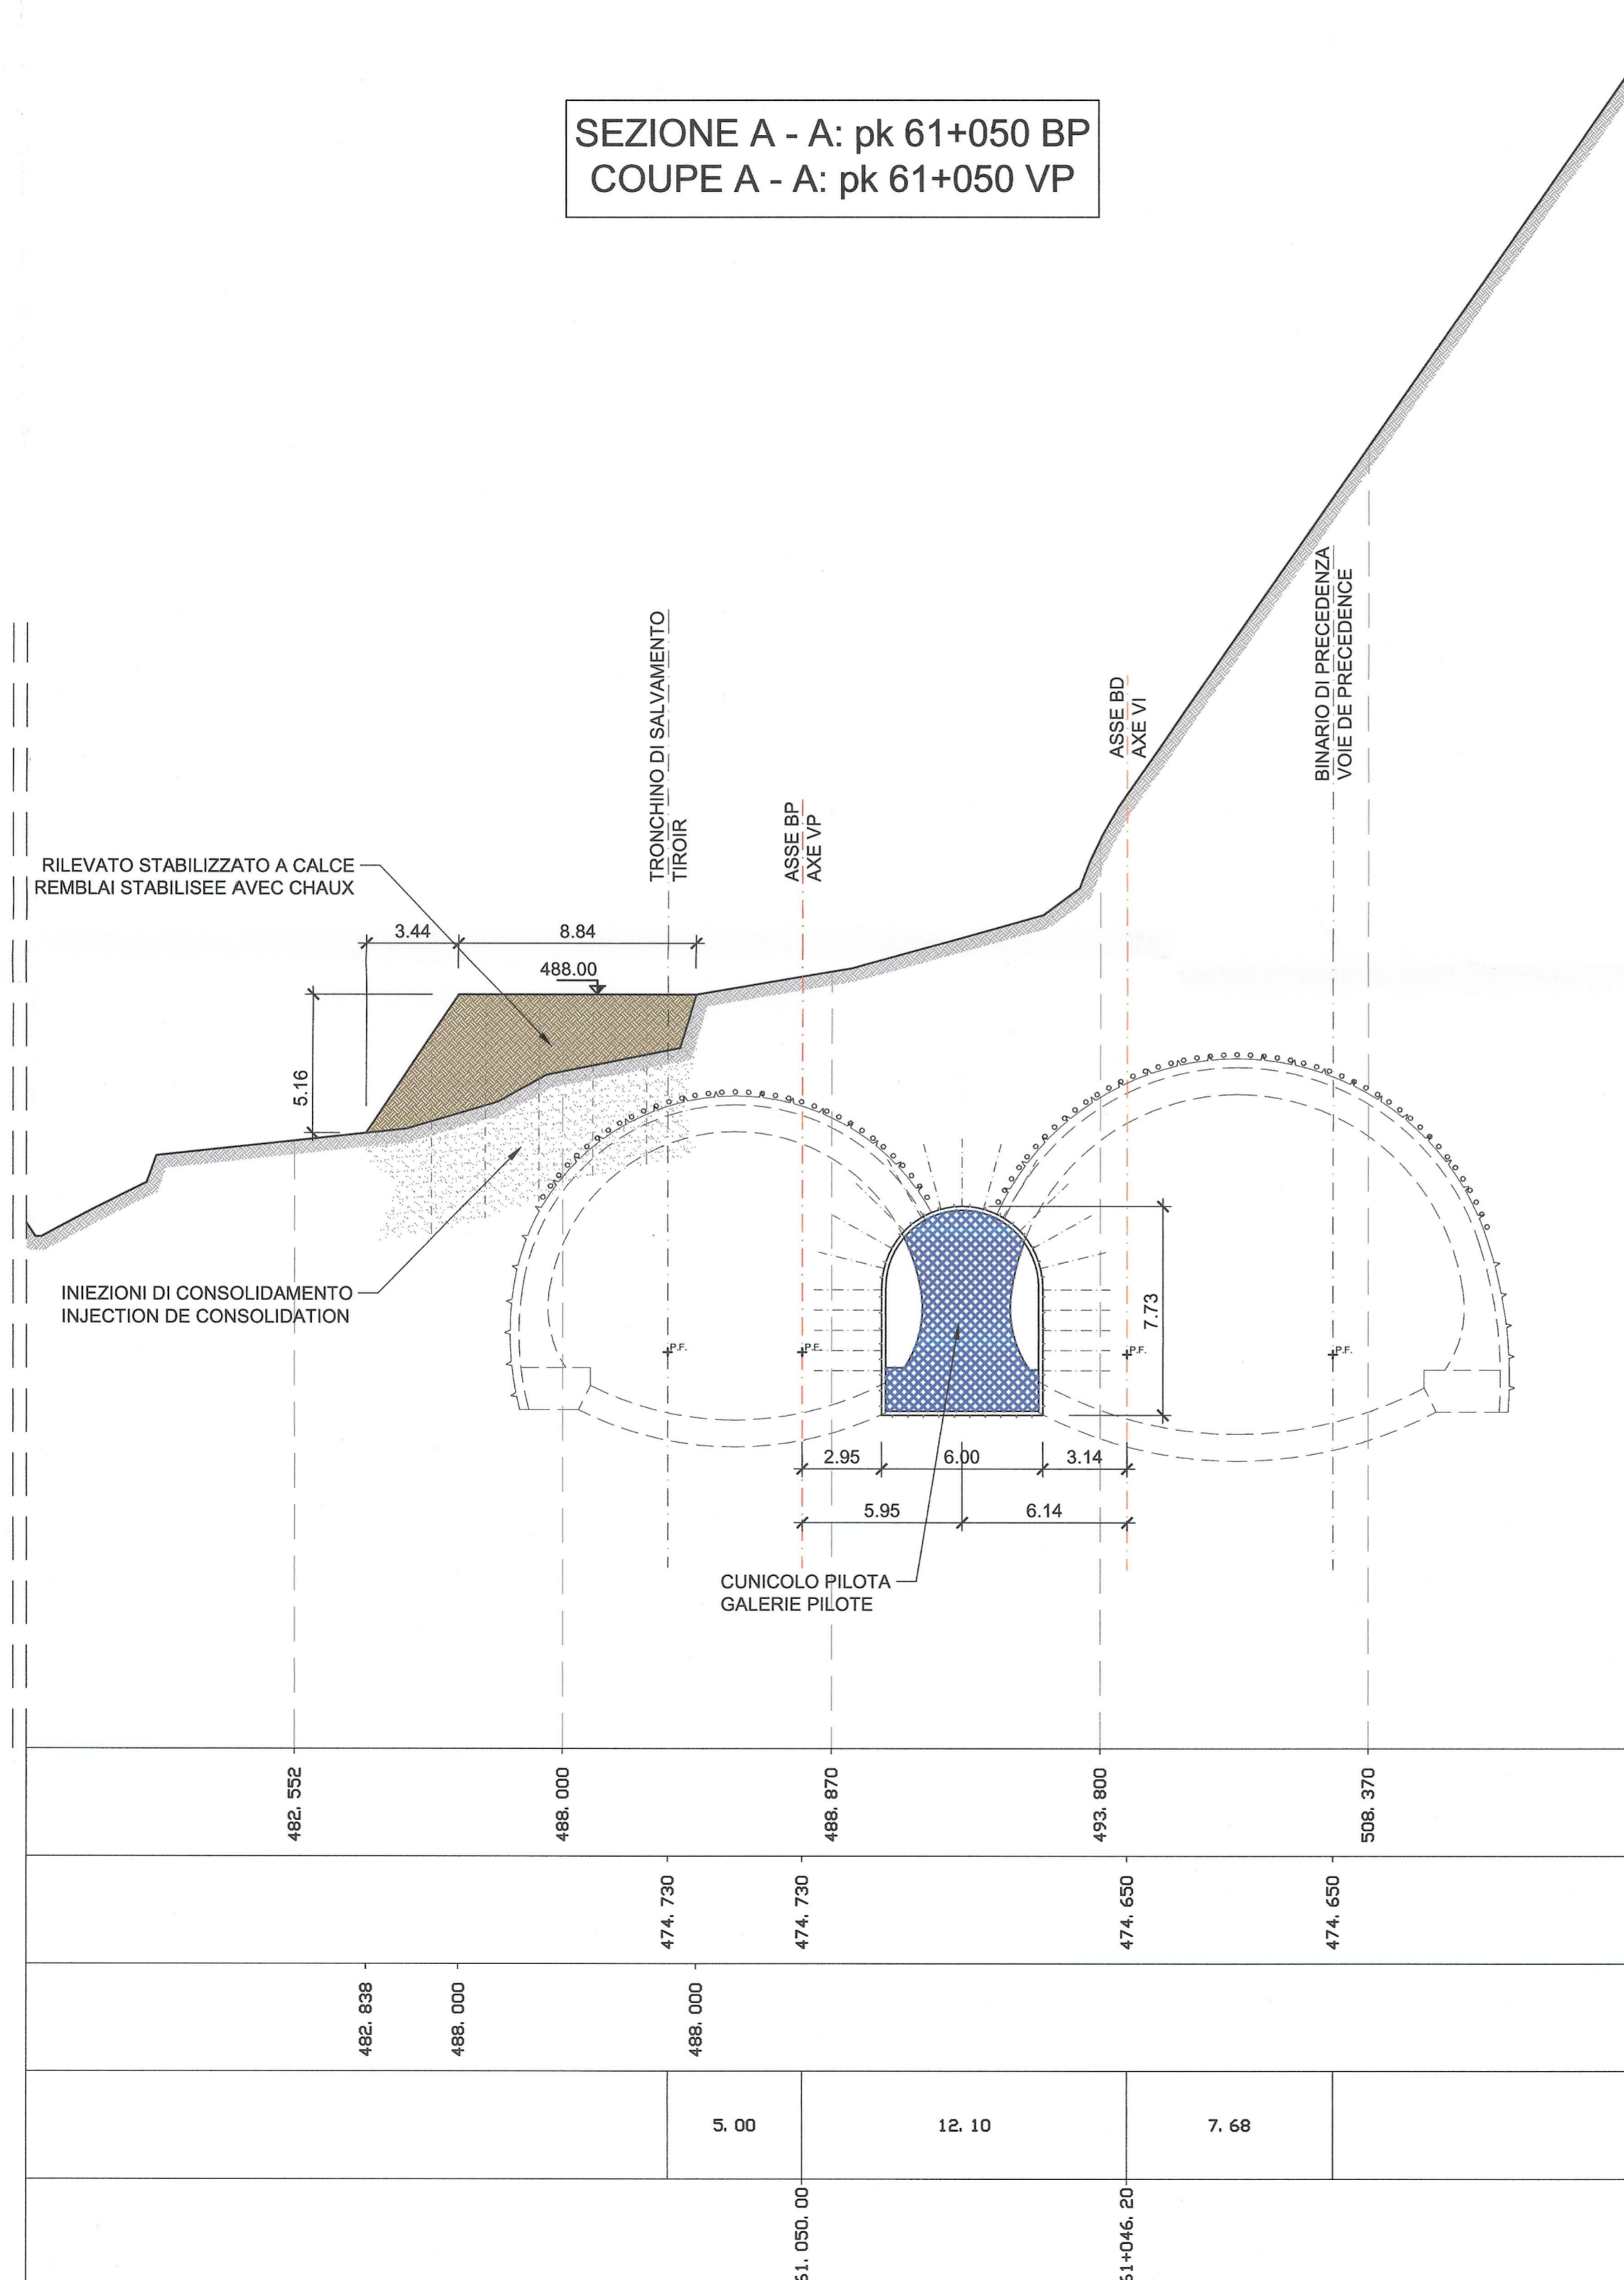 SEZIONE A - A: pk 61+050 BP
COUPE A - A: pk 61+050 VP
BINARIO DI PRECEDENZA
VOIE DE PRECEDENCE
TRONCHINO DI SALVAMENTO
TIROIR
ASSE BD
AXE VI
ASSE BP
AXE VP
RILEVATO STABILIZZATO A CALCE
REMBLAI STABILISEE AVEC CHAUX
3.44
8.84
488.00
5.16
INIEZIONI DI CONSOLIDAMENTO
INJECTION DE CONSOLIDATION
7.73
P.F.
P.F.
P.F.
P.F.
2.95
6.00
3.14
5.95
6.14
CUNICOLO PILOTA
GALERIE PILOTE
482. 552
488. 000
488. 870
493. 800
508. 370
474. 730
474. 730
474. 650
474. 650
482. 838
488. 000
488. 000
5. 00
12. 10
7. 68
61. 050. 00
61+046. 20